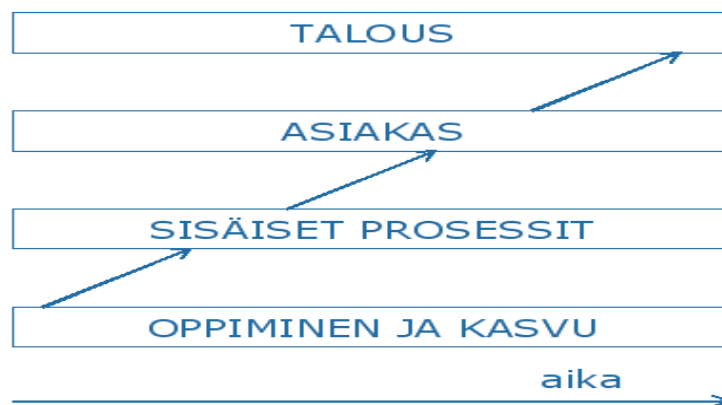 TALOUS
ASIAKAS
SISÄISET PROSESSIT
OPPIMINEN JA KASVU
aika